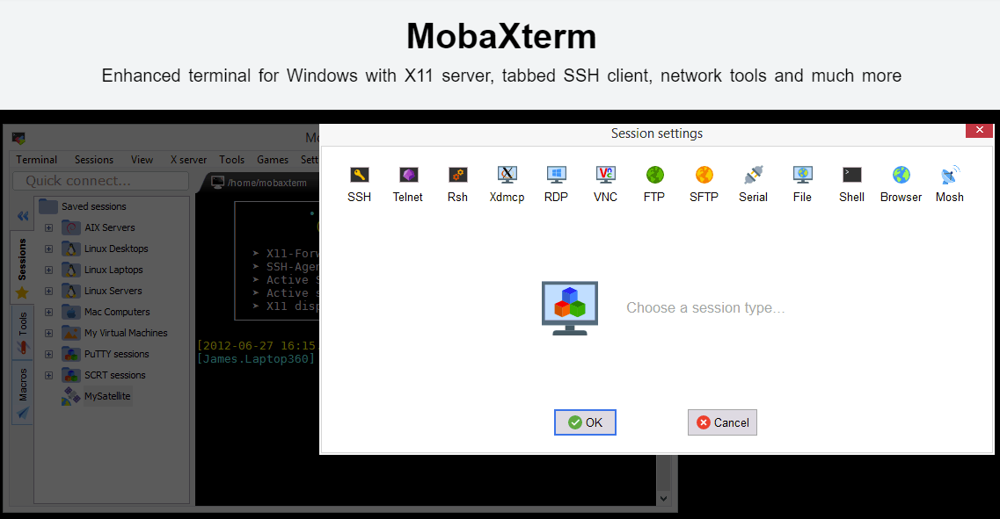 MobaXterm
Enhanced terminal for Windows with X11 server, tabbed SSH client, network tools and much more
Mo
Session settings
Terminal Sessions View X server Tools Games Sett
Quick connect...
/home/mobaxterm
SSH Telnet Rsh Xdmcp RDP VNC FTP SFTP Serial File Shell Browser Mosh
Saved sessions
AIX Servers
Linux Desktops
Linux Laptops
Linux Servers
Mac Computers
My Virtual Machines
PuTTY sessions
SCRT sessions
MySatellite
Sessions
Tools
Macros
➤ X11-Forw
➤ SSH-Agen
➤ Active S
➤ Active s
➤ X11 disp
[2012-06-27 16:15.
[James.Laptop360]
Choose a session type...
OK
Cancel